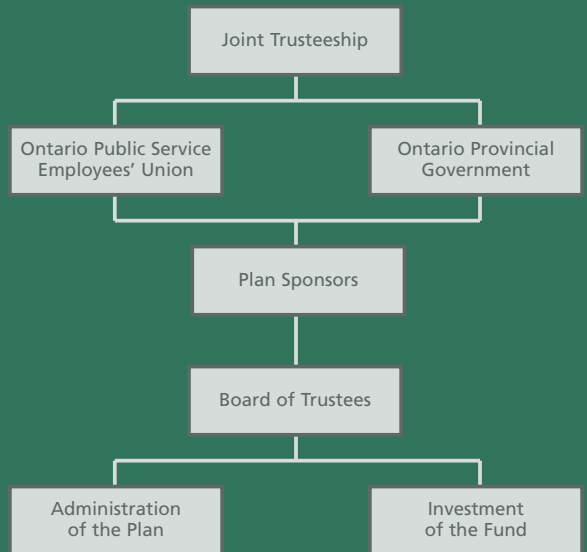 Joint Trusteeship
Ontario Public Service
Employees’ Union
Ontario Provincial
Government
Plan Sponsors
Board of Trustees
Administration
of the Plan
Investment
of the Fund